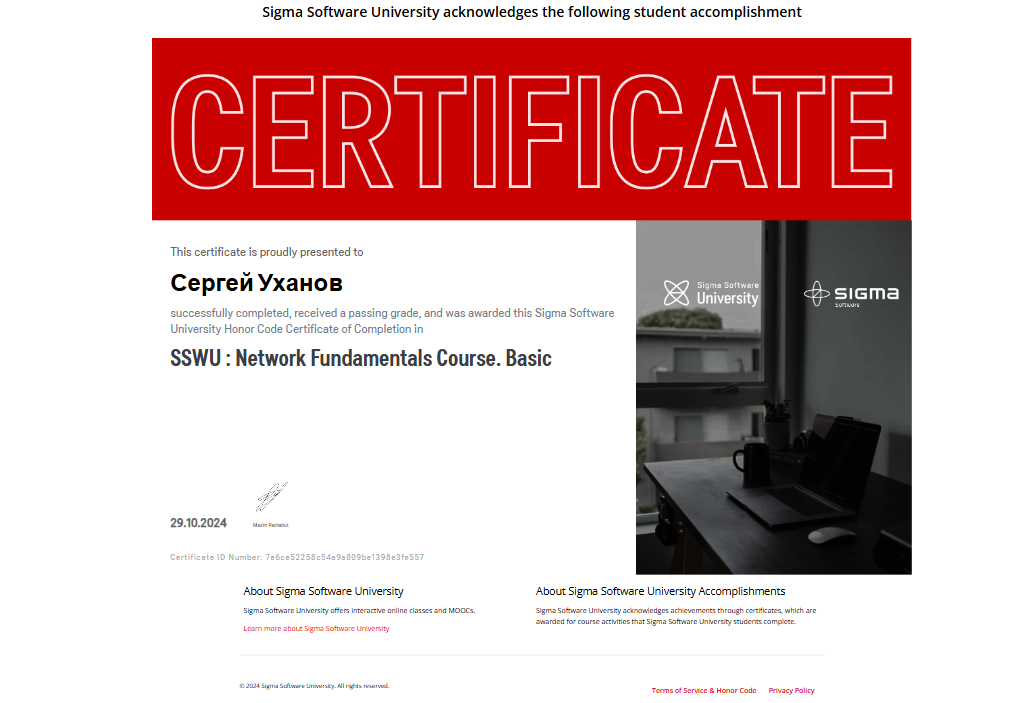 Sigma Software University acknowledges the following student accomplishment
CERTIFICATE
This certificate is proudly presented to
Сергей Уханов
successfully completed, received a passing grade, and was awarded this Sigma Software
University Honor Code Certificate of Completion in
SSWU : Network Fundamentals Course. Basic
Sigma Software
University
sigma
Software
29.10.2024
Maxim Pochebut
Certificate ID Number: 7e6ce52258c54a9a809be1398e3fe557
About Sigma Software University
Sigma Software University offers interactive online classes and MOOCs.
Learn more about Sigma Software University
About Sigma Software University Accomplishments
Sigma Software University acknowledges achievements through certificates, which are
awarded for course activities that Sigma Software University students complete.
© 2024 Sigma Software University. All rights reserved.
Terms of Service & Honor Code
Privacy Policy